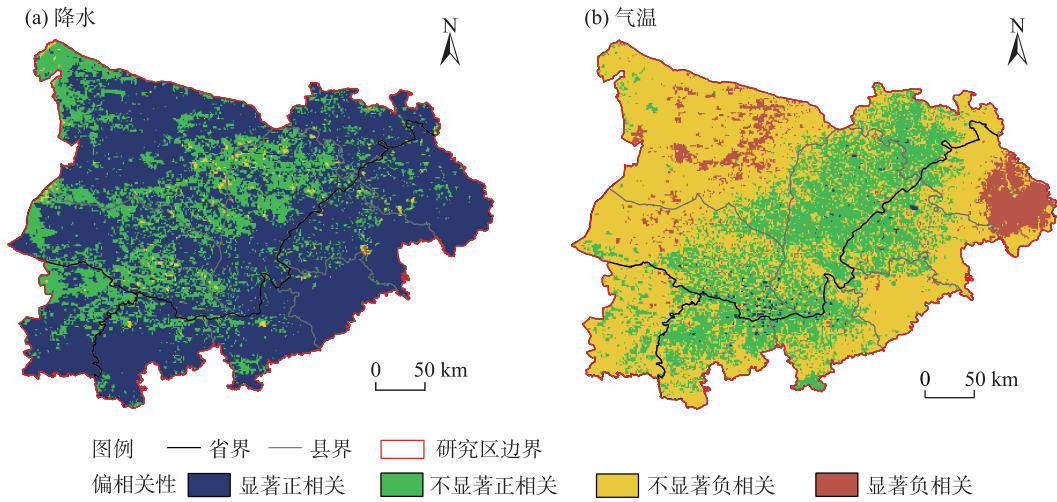 (a) 降水
N
0 50 km
(b) 气温
N
0 50 km
图例 省界 县界 研究区边界
偏相关性 显著正相关 不显著正相关 不显著负相关 显著负相关